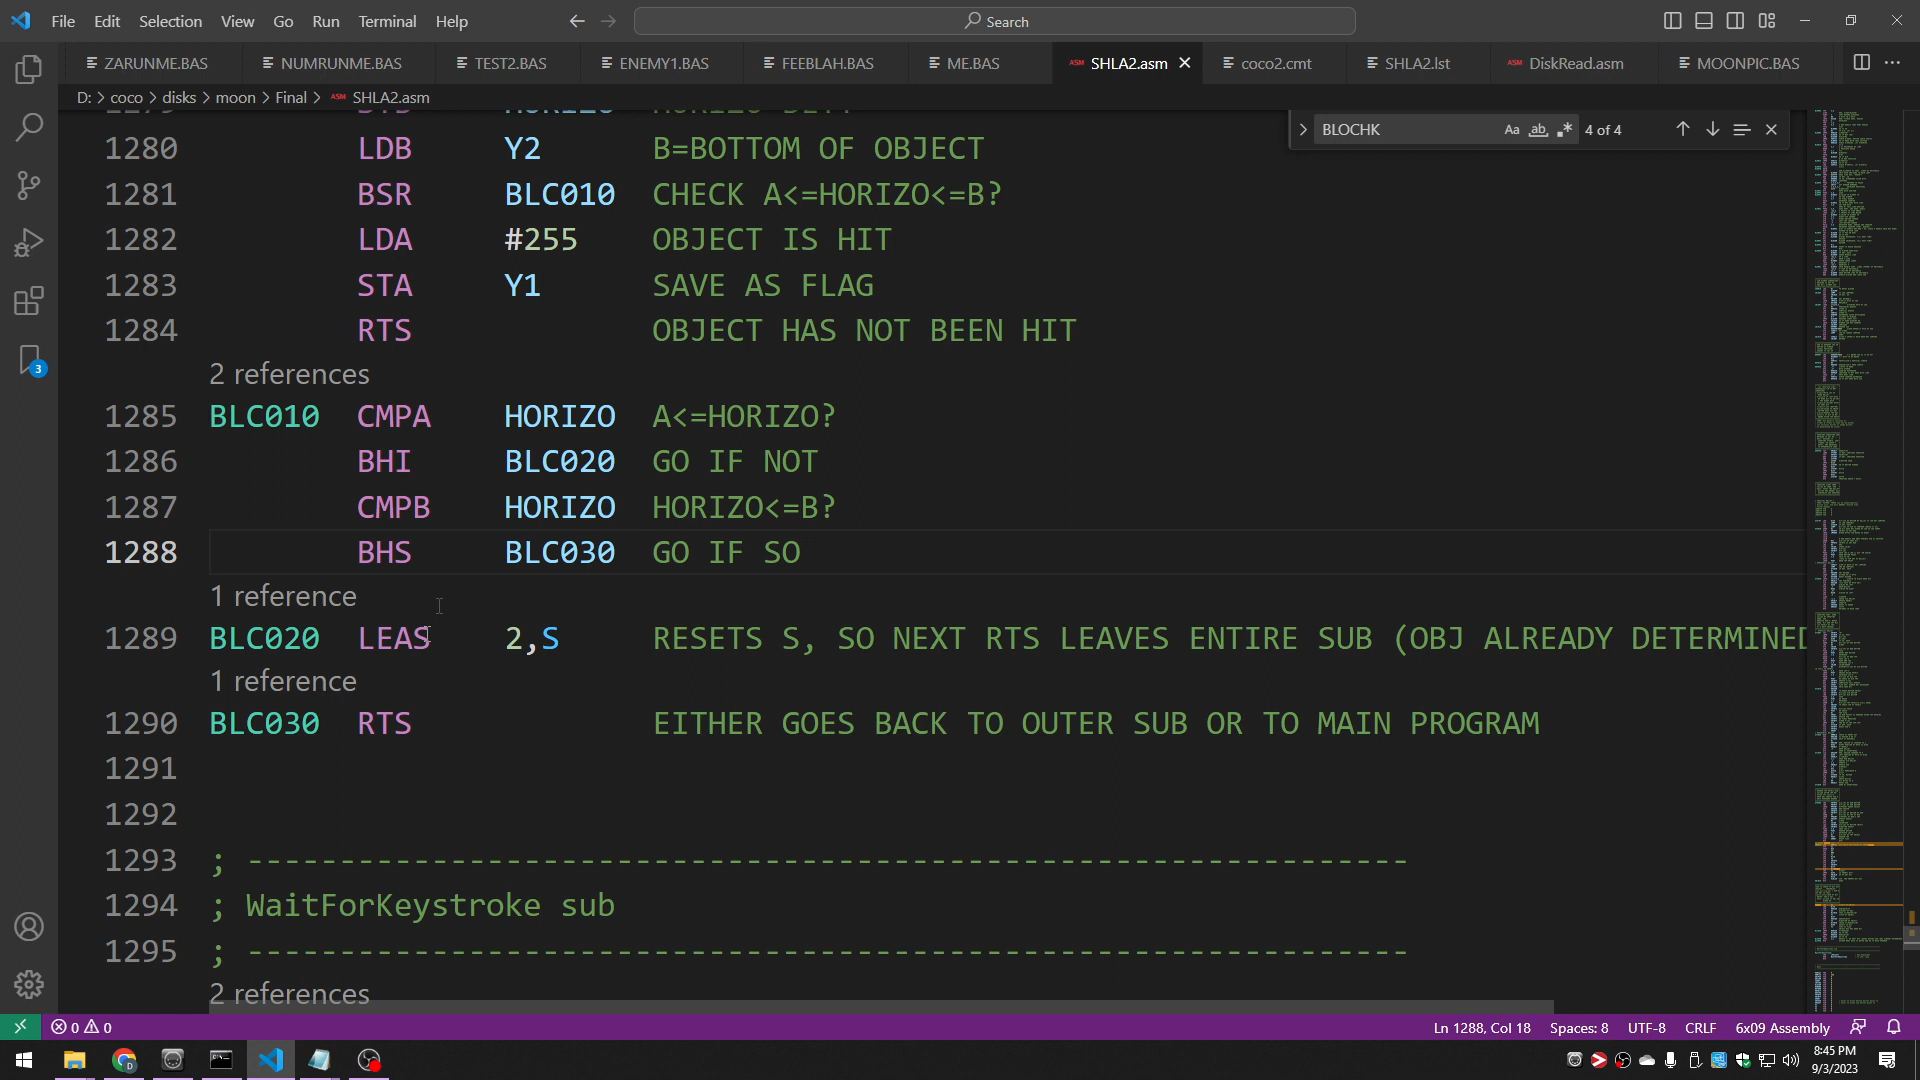 File Edit Selection View Go Run Terminal Help
Search
ZARUNME.BAS NUMRUNME.BAS TEST2.BAS ENEMY1.BAS FEEBLAH.BAS ME.BAS ASM SHLA2.asm coco2.cmt SHLA2.lst ASM DiskRead.asm MOONPIC.BAS
D: > coco > disks > moon > Final > ASM SHLA2.asm
BLOCHK Aa ab .* 4 of 4
1280 LDB Y2 B=BOTTOM OF OBJECT
1281 BSR BLC010 CHECK A<=HORIZO<=B?
1282 LDA #255 OBJECT IS HIT
1283 STA Y1 SAVE AS FLAG
1284 RTS OBJECT HAS NOT BEEN HIT
2 references
1285 BLC010 CMPA HORIZO A<=HORIZO?
1286 BHI BLC020 GO IF NOT
1287 CMPB HORIZO HORIZO<=B?
1288 BHS BLC030 GO IF SO
1 reference
1289 BLC020 LEAS 2,S RESETS S, SO NEXT RTS LEAVES ENTIRE SUB (OBJ ALREADY DETERMINED
1 reference
1290 BLC030 RTS EITHER GOES BACK TO OUTER SUB OR TO MAIN PROGRAM
1291
1292
1293 ; ---------------------------------------------------------------
1294 ; WaitForKeystroke sub
1295 ; ---------------------------------------------------------------
2 references
3
0 0 Ln 1288, Col 18 Spaces: 8 UTF-8 CRLF 6x09 Assembly
8:45 PM
9/3/2023